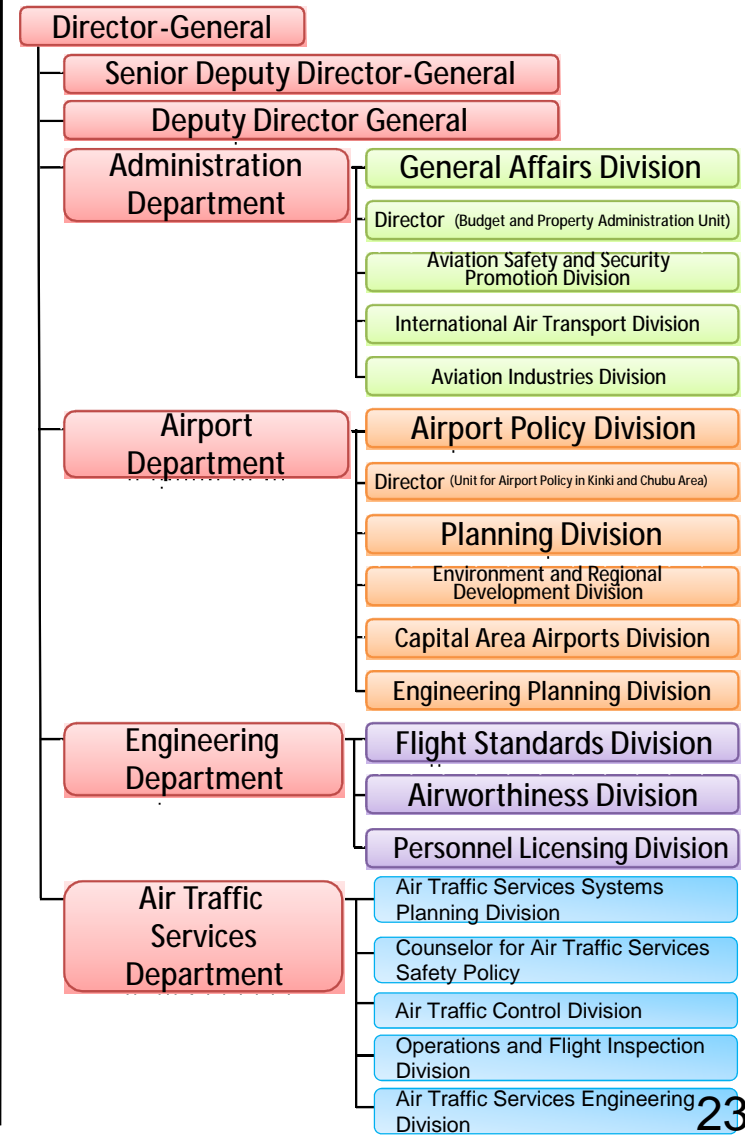 Director-General
Senior Deputy Director-General
Deputy Director General
Administration
Department
General Affairs Division
Director (Budget and Property Administration Unit)
Aviation Safety and Security
Promotion Division
International Air Transport Division
Aviation Industries Division
Airport
Department
Airport Policy Division
Director (Unit for Airport Policy in Kinki and Chubu Area)
Planning Division
Environment and Regional
Development Division
Capital Area Airports Division
Engineering Planning Division
Engineering
Department
Flight Standards Division
Airworthiness Division
Personnel Licensing Division
Air Traffic
Services
Department
Air Traffic Services Systems
Planning Division
Counselor for Air Traffic Services
Safety Policy
Air Traffic Control Division
Operations and Flight Inspection
Division
Air Traffic Services Engineering
Division
23